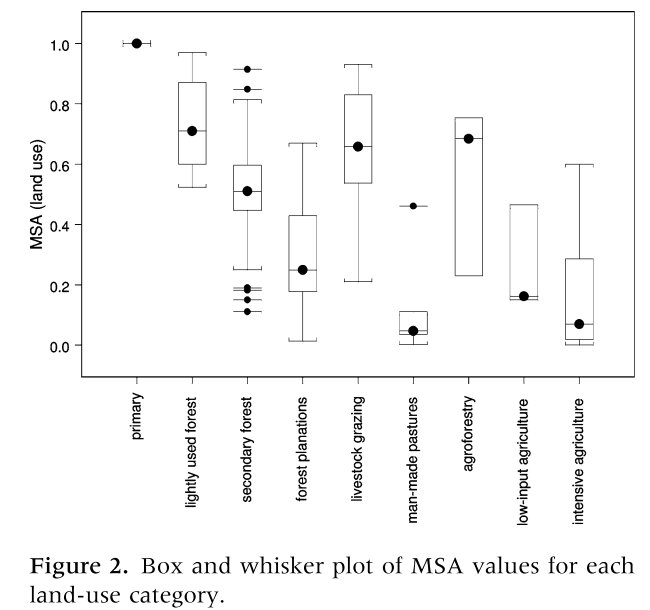 MSA (land use)
1.0
0.8
0.6
0.4
0.2
0.0
primary
lightly used forest
secondary forest
forest planations
livestock grazing
man-made pastures
agroforestry
low-input agriculture
intensive agriculture
Figure 2. Box and whisker plot of MSA values for each
land-use category.